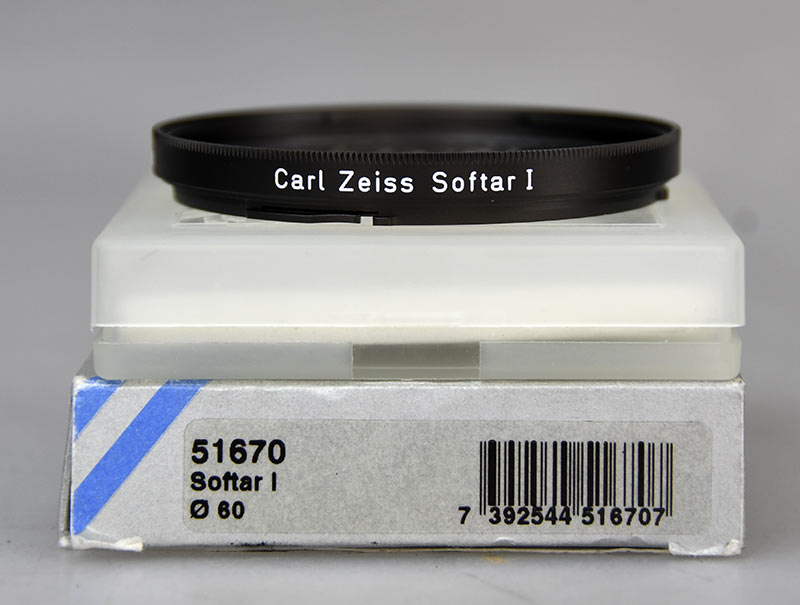 Carl Zeiss Softar I
51670
Softar I
Ø 60
7 392544 516707